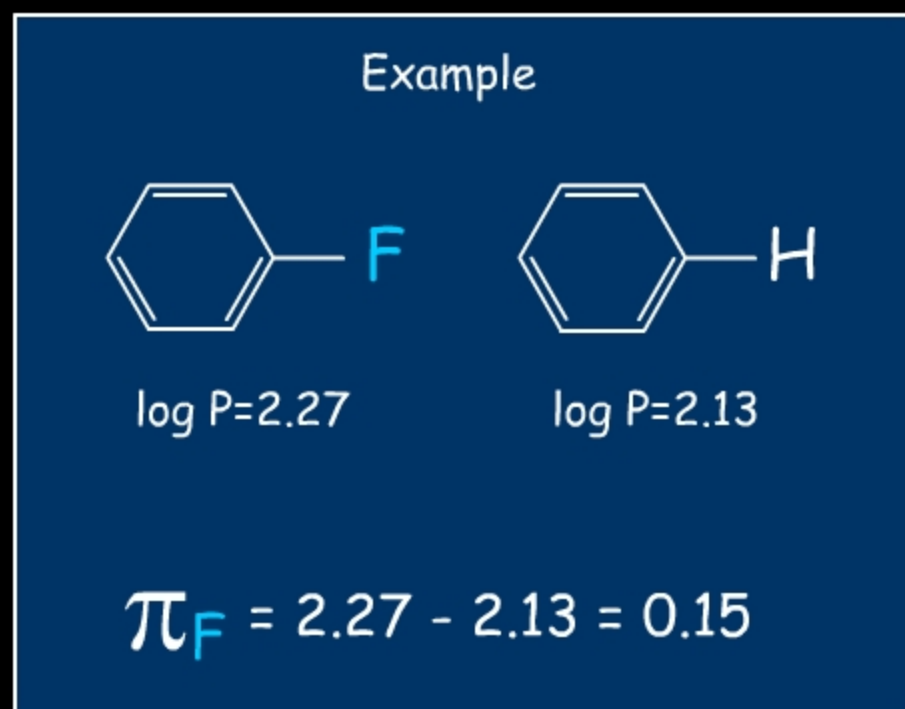 Example
F H
log P=2.27 log P=2.13
πF = 2.27 - 2.13 = 0.15